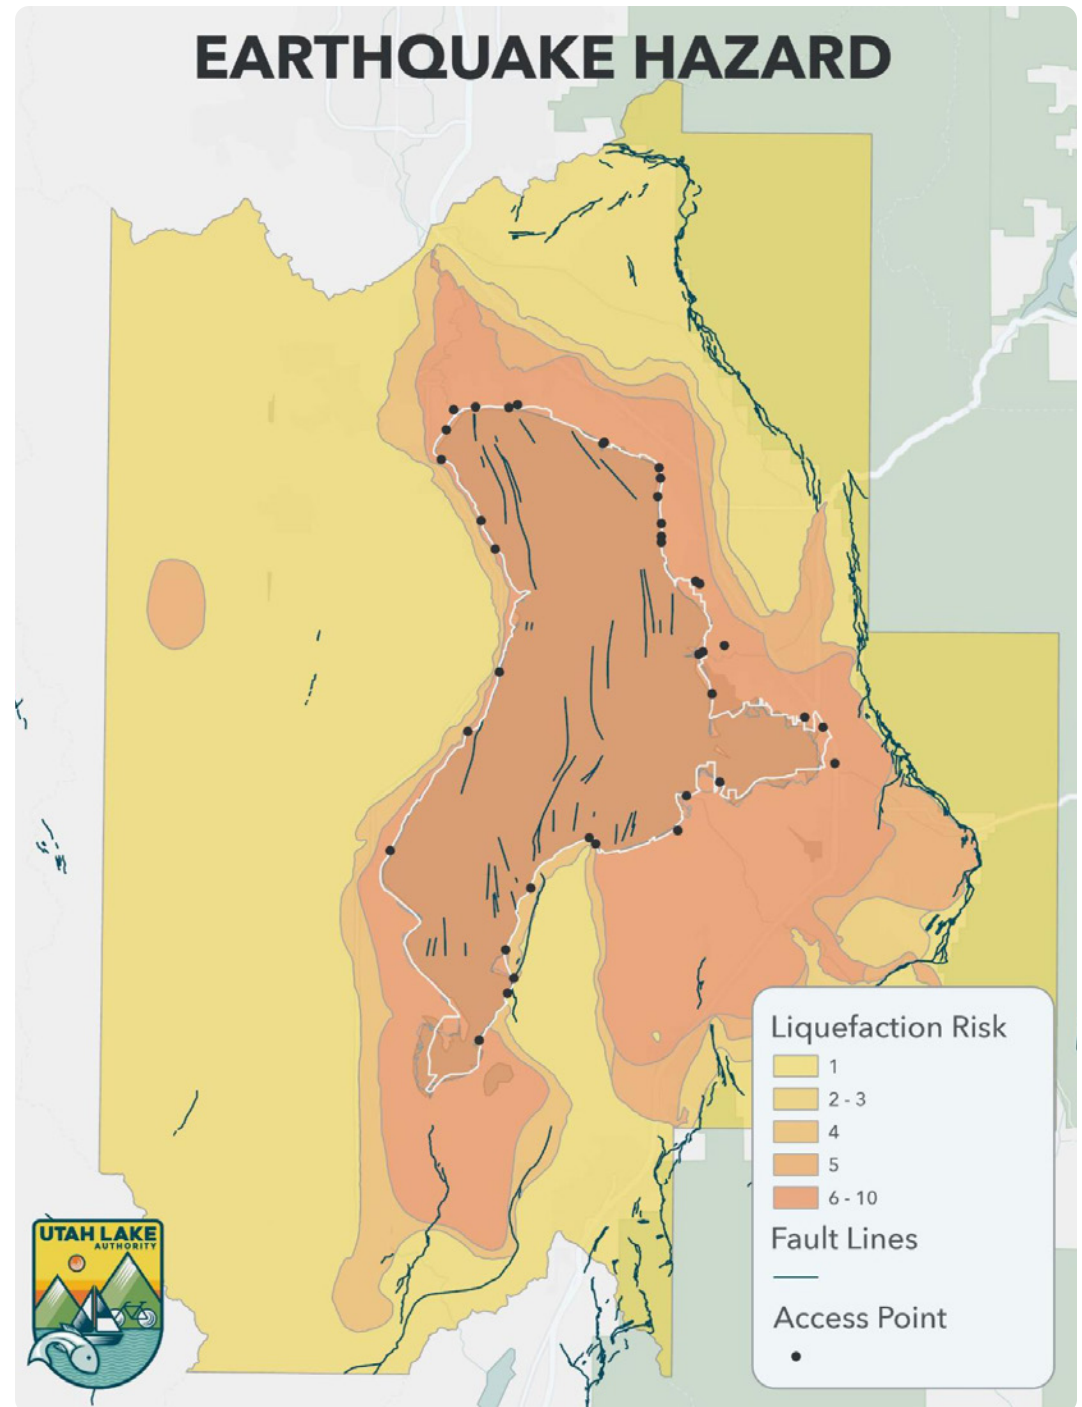 EARTHQUAKE HAZARD
Liquefaction Risk
1
2 - 3
4
5
6 - 10
Fault Lines
Access Point
UTAH LAKE
AUTHORITY